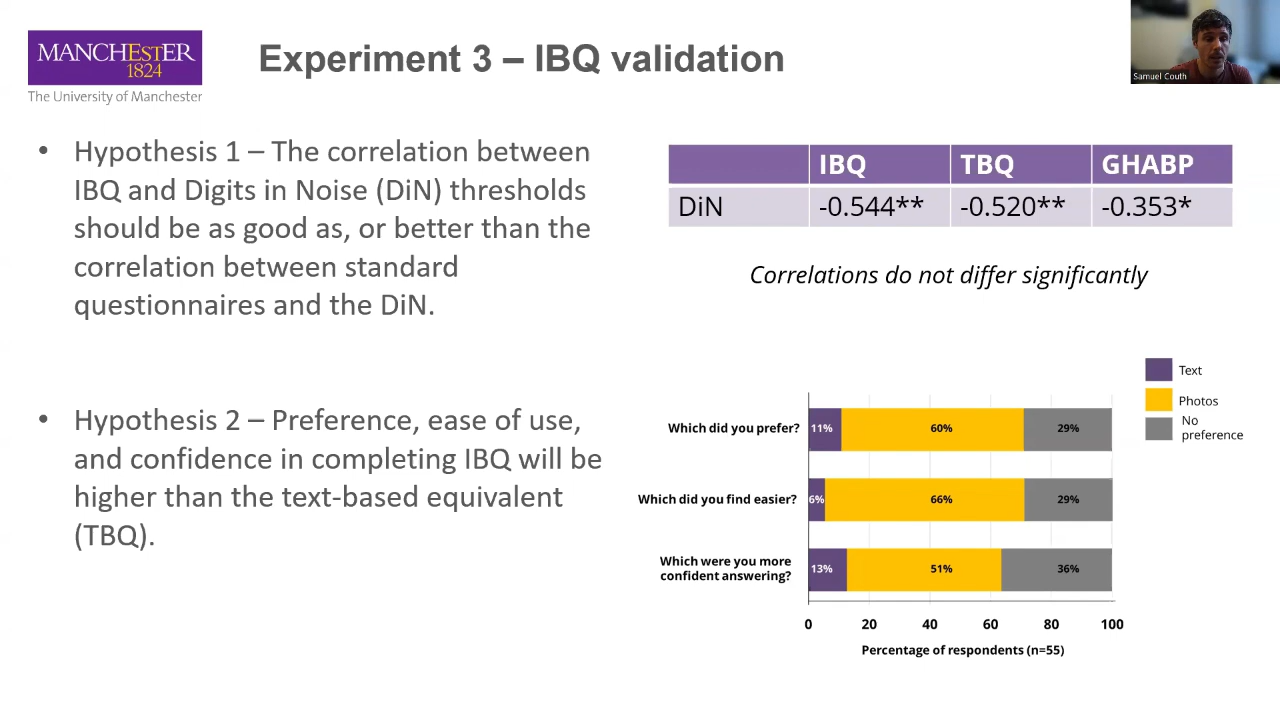 MANCHESTER
1824
The University of Manchester
Experiment 3 – IBQ validation
Samuel Couth
• Hypothesis 1 – The correlation between
IBQ and Digits in Noise (DiN) thresholds
should be as good as, or better than the
correlation between standard
questionnaires and the DiN.
• Hypothesis 2 – Preference, ease of use,
and confidence in completing IBQ will be
higher than the text-based equivalent
(TBQ).
IBQ TBQ GHABP
DiN -0.544** -0.520** -0.353*
Correlations do not differ significantly
Text
Photos
No
preference
Which did you prefer? 11% 60% 29%
Which did you find easier? 6% 66% 29%
Which were you more
confident answering? 13% 51% 36%
0 20 40 60 80 100
Percentage of respondents (n=55)